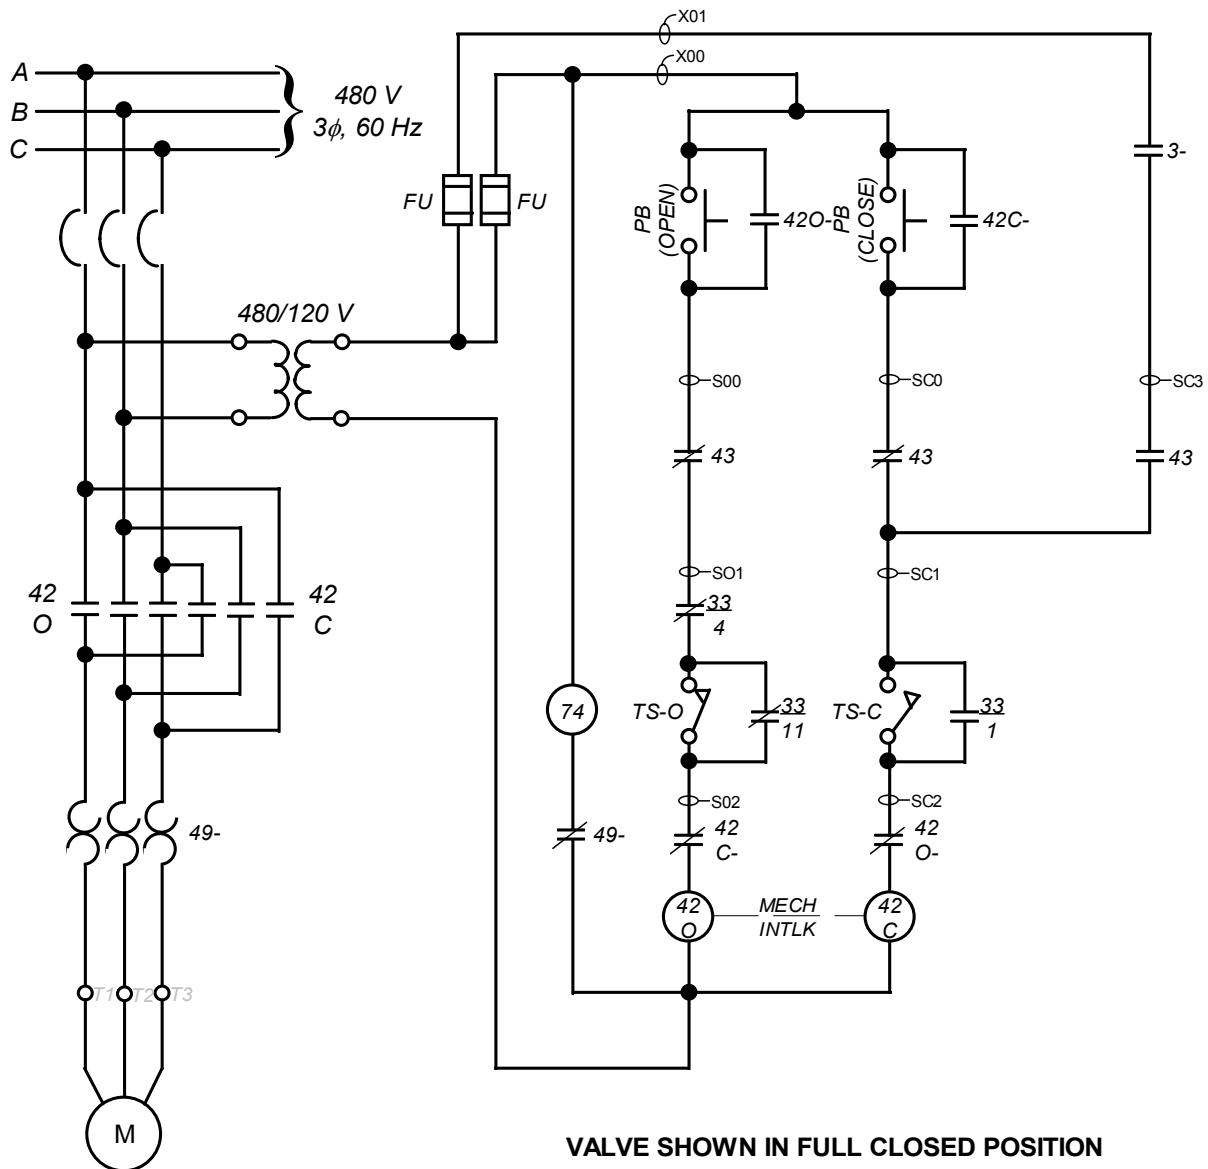 X01
X00
A
B
C
480 V
3ϕ, 60 Hz
FU
FU
PB
(OPEN)
42O-
PB
(CLOSE)
42C-
3-
480/120 V
S00
SC0
SC3
43
43
43
SO1
SC1
42
O
42
C
33
4
74
TS-O
33
11
TS-C
33
1
S02
SC2
49-
49-
42
C-
42
O-
42
O
MECH
INTLK
42
C
T1
T2
T3
M
VALVE SHOWN IN FULL CLOSED POSITION